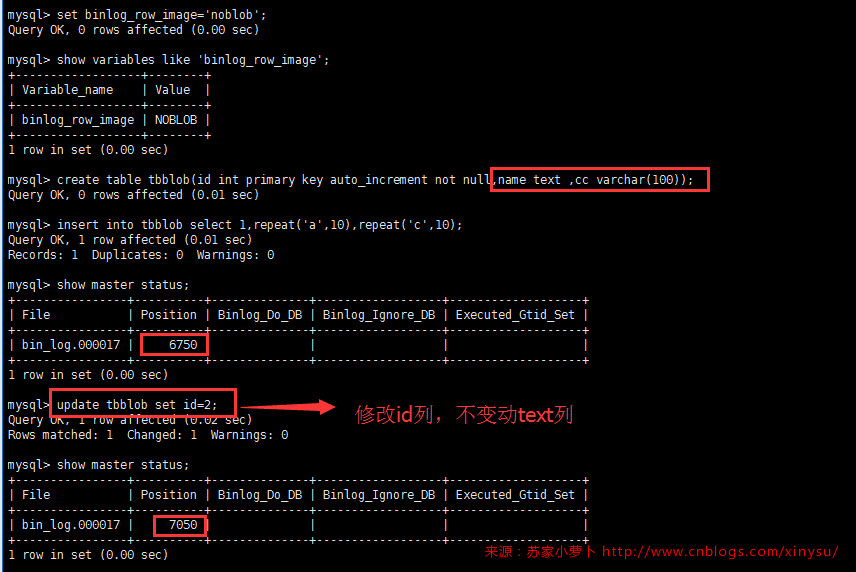 mysql> set binlog_row_image='noblob';
Query OK, 0 rows affected (0.00 sec)
mysql> show variables like 'binlog_row_image';
+------------------+--------+
| Variable_name    | Value  |
+------------------+--------+
| binlog_row_image | NOBLOB |
+------------------+--------+
1 row in set (0.00 sec)
mysql> create table tbblob(id int primary key auto_increment not null,name text ,cc varchar(100));
Query OK, 0 rows affected (0.01 sec)
mysql> insert into tbblob select 1,repeat('a',10),repeat('c',10);
Query OK, 1 row affected (0.01 sec)
Records: 1  Duplicates: 0  Warnings: 0
mysql> show master status;
+----------------+----------+--------------+------------------+-------------------+
| File           | Position | Binlog_Do_DB | Binlog_Ignore_DB | Executed_Gtid_Set |
+----------------+----------+--------------+------------------+-------------------+
| bin_log.000017 |     6750 |              |                  |                   |
+----------------+----------+--------------+------------------+-------------------+
1 row in set (0.00 sec)
mysql> update tbblob set id=2;
修改id列，不变动text列
Query OK, 1 row affected (0.02 sec)
Rows matched: 1  Changed: 1  Warnings: 0
mysql> show master status;
+----------------+----------+--------------+------------------+-------------------+
| File           | Position | Binlog_Do_DB | Binlog_Ignore_DB | Executed_Gtid_Set |
+----------------+----------+--------------+------------------+-------------------+
| bin_log.000017 |     7050 |              |                  |                   |
+----------------+----------+--------------+------------------+-------------------+
1 row in set (0.00 sec)
来源：苏家小萝卜 http://www.cnblogs.com/xinysu/